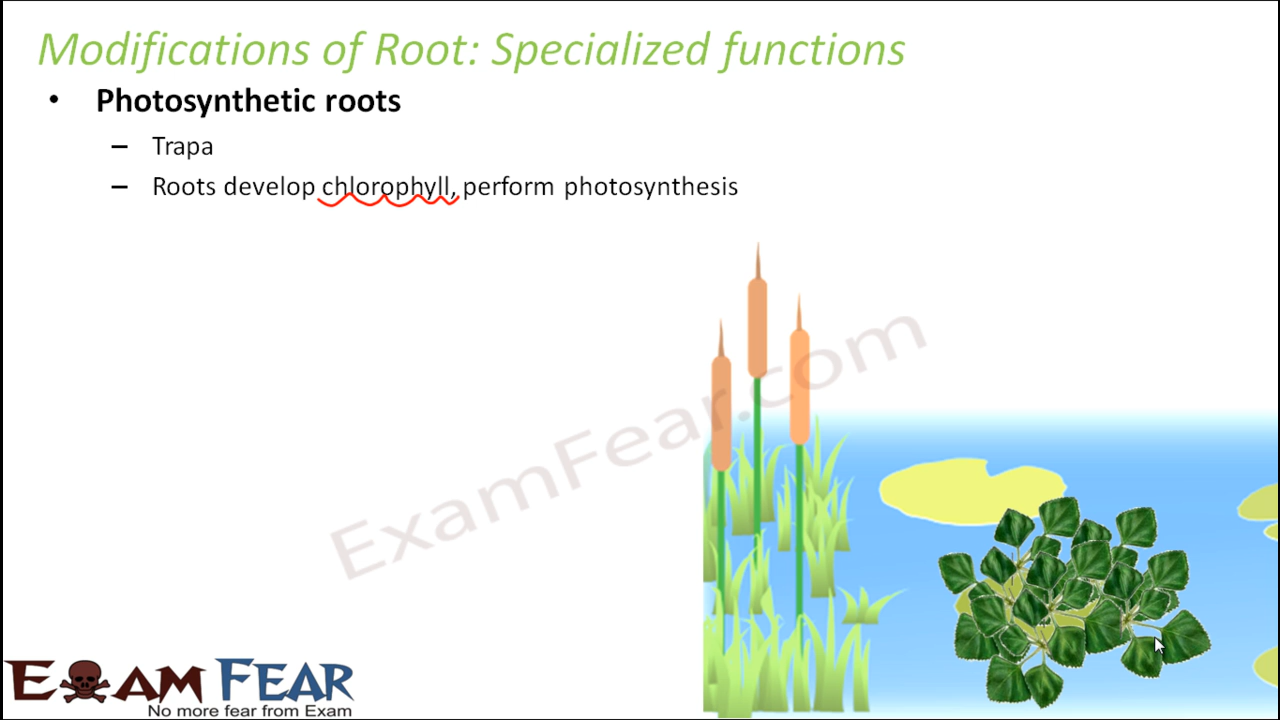 Modifications of Root: Specialized functions
• Photosynthetic roots
– Trapa
– Roots develop chlorophyll, perform photosynthesis
ExamFear.com
EXAM FEAR
No more fear from Exam